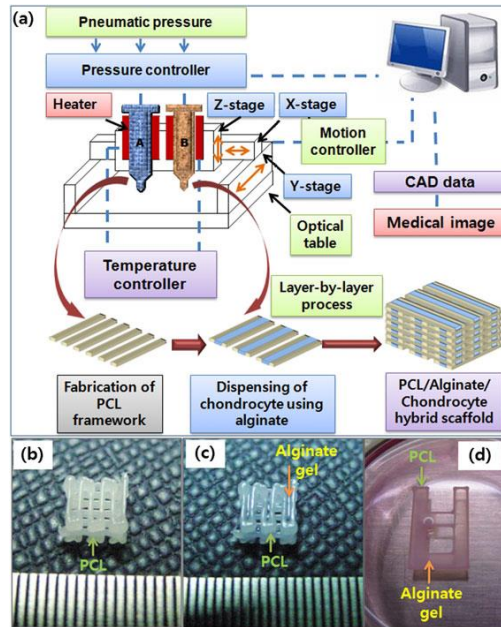 (a)
Pneumatic pressure
Pressure controller
Heater
Z-stage
X-stage
A
B
Motion
controller
Y-stage
CAD data
Optical
table
Medical image
Temperature
controller
Layer-by-layer
process
Fabrication of
PCL
framework
Dispensing of
chondrocyte using
alginate
PCL/Alginate/
Chondrocyte
hybrid scaffold
(b)
PCL
(c)
Alginate
gel
PCL
(d)
PCL
Alginate
gel